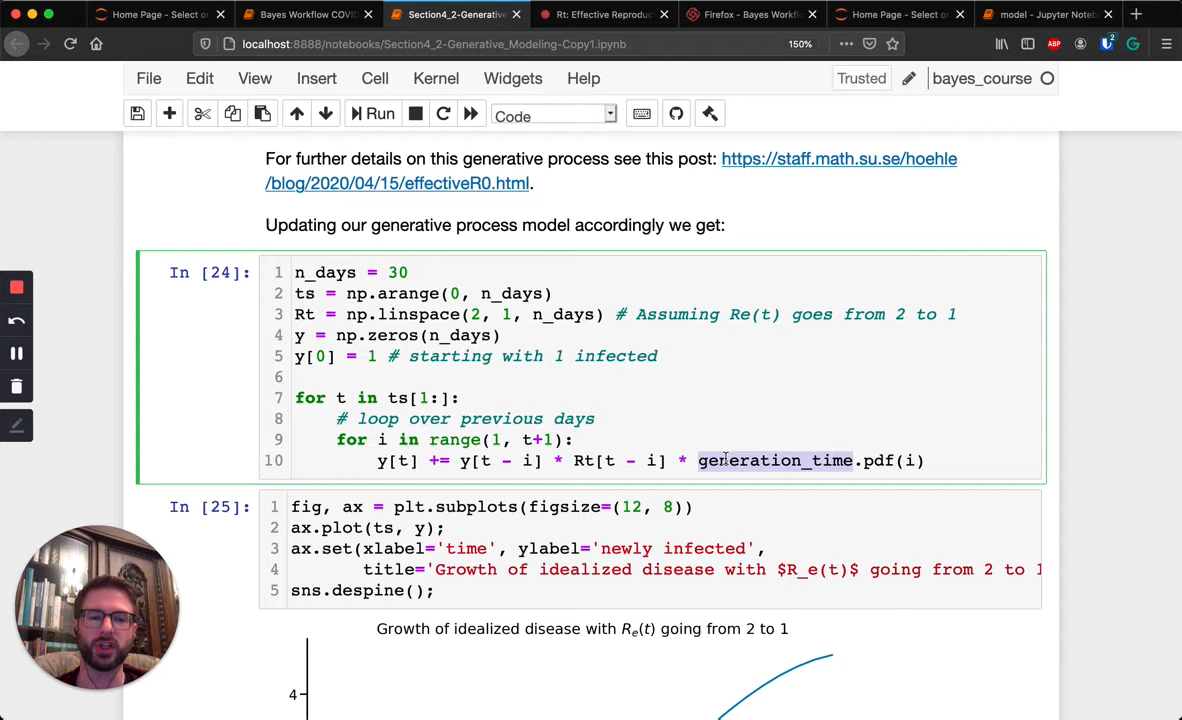 Home Page - Select or
Bayes Workflow COVI
Section4_2-Generative
Rt: Effective Reproduc
Firefox - Bayes Workfl
Home Page - Select or
model - Jupyter Noteb
localhost:8888/notebooks/Section4_2-Generative_Modeling-Copy1.ipynb
150%
ABP
2
File
Edit
View
Insert
Cell
Kernel
Widgets
Help
Trusted
bayes_course
Run
Code
For further details on this generative process see this post: https://staff.math.su.se/hoehle
/blog/2020/04/15/effectiveR0.html.
Updating our generative process model accordingly we get:
In [24]:
1 n_days = 30
2 ts = np.arange(0, n_days)
3 Rt = np.linspace(2, 1, n_days) # Assuming Re(t) goes from 2 to 1
4 y = np.zeros(n_days)
5 y[0] = 1 # starting with 1 infected
6
7 for t in ts[1:]:
8 # loop over previous days
9 for i in range(1, t+1):
10 y[t] += y[t - i] * Rt[t - i] * generation_time.pdf(i)
In [25]:
1 fig, ax = plt.subplots(figsize=(12, 8))
2 ax.plot(ts, y);
3 ax.set(xlabel='time', ylabel='newly infected',
4 title='Growth of idealized disease with $R_e(t)$ going from 2 to 1
5 sns.despine();
Growth of idealized disease with Re(t) going from 2 to 1
4